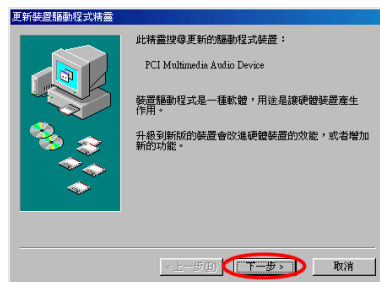 更新裝置驅動程式精靈
此精靈搜尋更新的驅動程式裝置：
PCI Multimedia Audio Device
裝置驅動程式是一種軟體，用途是讓硬體裝置產生
作用。
升級到新版的裝置會改進硬體裝置的效能，或者增加
新的功能。
<上一步(B)
下一步 >
取消